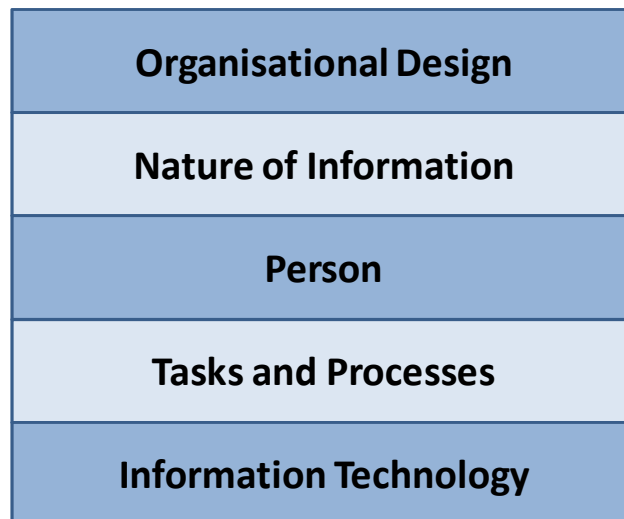 Organisational Design
Nature of Information
Person
Tasks and Processes
Information Technology